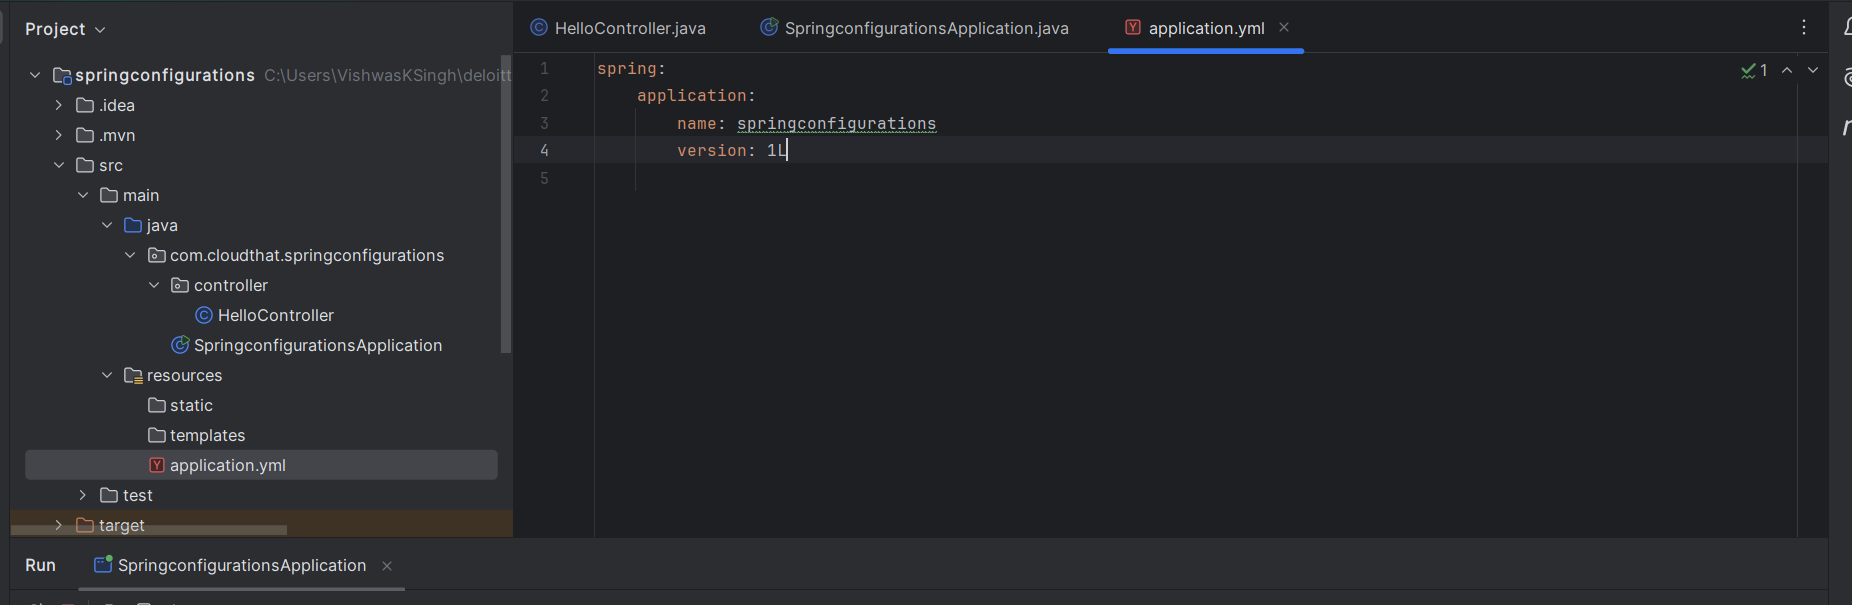 Project
HelloController.java
SpringconfigurationsApplication.java
application.yml
springconfigurations C:\Users\VishwasKSingh\deloitt
.idea
.mvn
src
main
java
com.cloudthat.springconfigurations
controller
HelloController
SpringconfigurationsApplication
resources
static
templates
application.yml
test
target
1 spring:
2 application:
3 name: springconfigurations
4 version: 1L
5
1
Run
SpringconfigurationsApplication